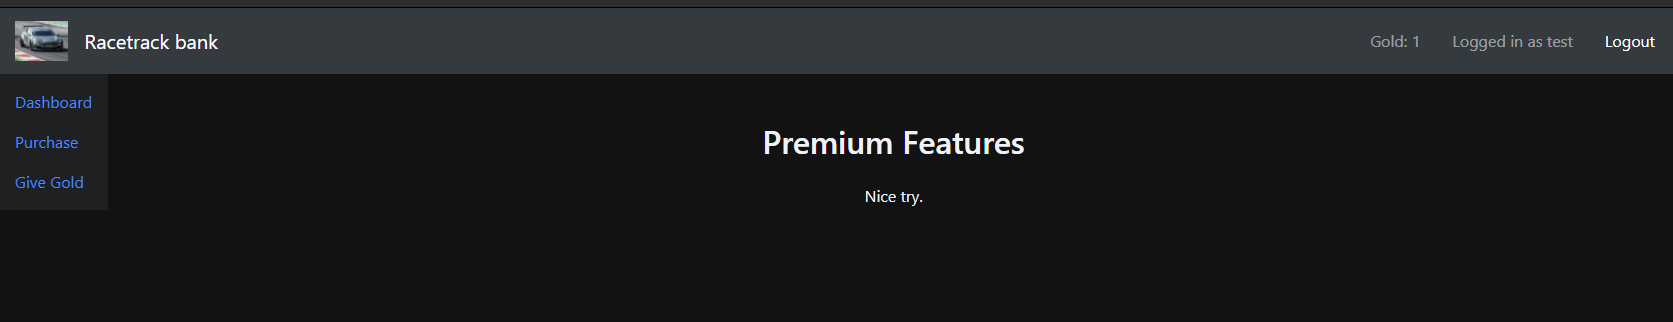 Racetrack bank
Gold: 1
Logged in as test
Logout
Dashboard
Purchase
Give Gold
Premium Features
Nice try.